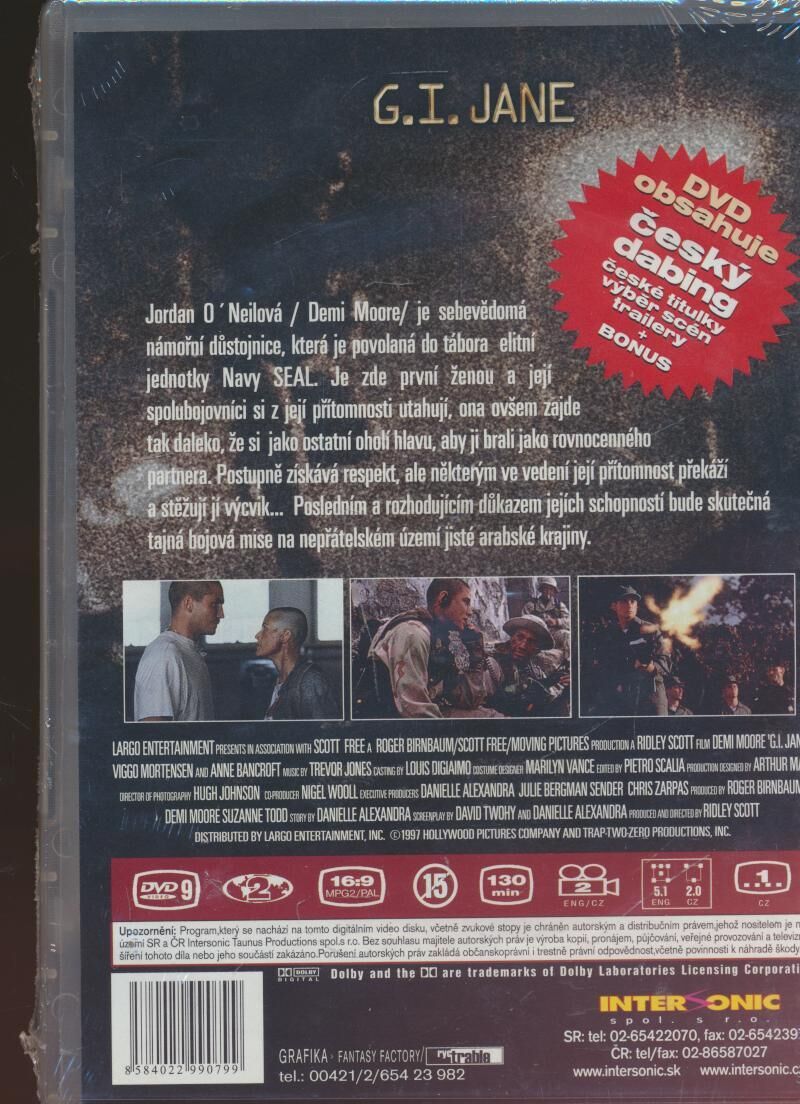 G.I. JANE
DVD
obsahuje
český
dabing
české titulky
výběr scén
trailery
+
BONUS
Jordan O´Neilová / Demi Moore/ je sebevědomá
námořní důstojnice, která je povolaná do tábora elitní
jednotky Navy SEAL. Je zde první ženou a její
spolubojovníci si z její přítomnosti utahují, ona ovšem zajde
tak daleko, že si jako ostatní oholí hlavu, aby ji brali jako rovnocenného
partnera. Postupně získává respekt, ale některým ve vedení její přítomnost překáží
a stěžují jí výcvik... Posledním a rozhodujícím důkazem jejích schopností bude skutečná
tajná bojová mise na nepřátelském území jisté arabské krajiny.
LARGO ENTERTAINMENT PRESENTS IN ASSOCIATION WITH SCOTT FREE A ROGER BIRNBAUM/SCOTT FREE/MOVING PICTURES PRODUCTION A RIDLEY SCOTT FILM DEMI MOORE 'G.I. JAN
VIGGO MORTENSEN AND ANNE BANCROFT MUSIC BY TREVOR JONES CASTING BY LOUIS DIGIAIMO COSTUME DESIGNER MARILYN VANCE EDITED BY PIETRO SCALIA PRODUCTION DESIGNED BY ARTHUR MA
DIRECTOR OF PHOTOGRAPHY HUGH JOHNSON CO-PRODUCER NIGEL WOOLL EXECUTIVE PRODUCERS DANIELLE ALEXANDRA JULIE BERGMAN SENDER CHRIS ZARPAS PRODUCED BY ROGER BIRNBAUM
DEMI MOORE SUZANNE TODD STORY BY DANIELLE ALEXANDRA SCREENPLAY BY DAVID TWOHY AND DANIELLE ALEXANDRA PRODUCED AND DIRECTED BY RIDLEY SCOTT
DISTRIBUTED BY LARGO ENTERTAINMENT, INC. ©1997 HOLLYWOOD PICTURES COMPANY AND TRAP-TWO-ZERO PRODUCTIONS, INC.
DVD VIDEO 9 2 16:9 MPG2/PAL 15 130 min 2 ENG/CZ 5.1 ENG 2.0 CZ 1 CZ
Upozornění: Program,který se nachází na tomto digitálním video disku, včetně zvukové stopy je chráněn autorským a distribučním právem,jehož nositelem je n
území SR a ČR Intersonic Taunus Productions spol.s r.o. Bez souhlasu majitele autorských práv je výroba kopií, pronájem, půjčování, veřejné provozování a televizn
šíření tohoto díla nebo jeho součástí zakázáno.Porušení autorských práv zakládá občanskoprávní i trestně právní odpovědnost,včetně povinnosti k náhradě škody
DOLBY DIGITAL Dolby and the DD are trademarks of Dolby Laboratories Licensing Corporatio
INTERSONIC
spol. s r.o.
SR: tel: 02-65422070, fax: 02-6542397
ČR: tel/fax: 02-86587027
www.intersonic.sk www.intersonic.cz
GRAFIKA › FANTASY FACTORY/ trable
tel.: 00421/2/654 23 982
8 584022 990799